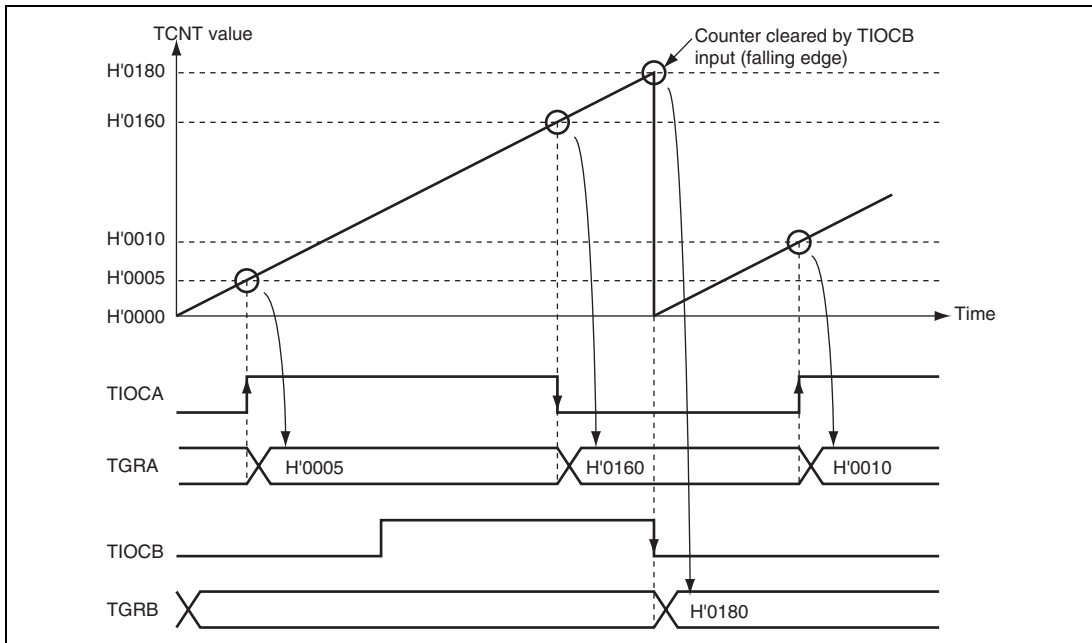 TCNT value
Counter cleared by TIOCB
input (falling edge)
H'0180
H'0160
H'0010
H'0005
H'0000
Time
TIOCA
TGRA
H'0005
H'0160
H'0010
TIOCB
TGRB
H'0180